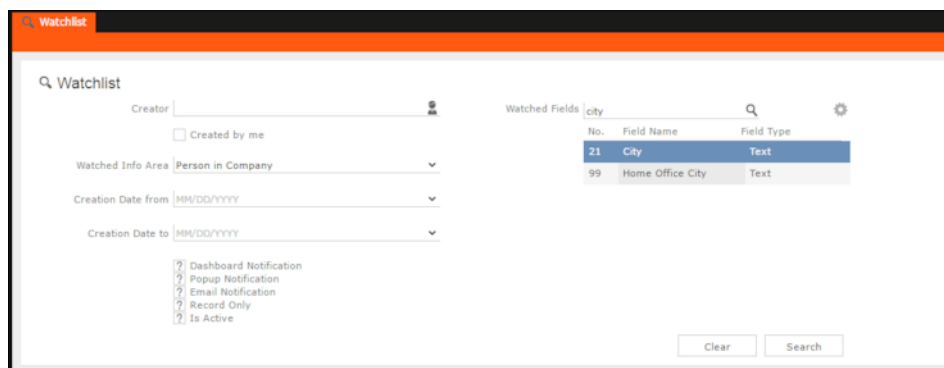 Watchlist
Watchlist
Creator
Created by me
Watched Info Area Person in Company
Creation Date from MM/DD/YYYY
Creation Date to MM/DD/YYYY
? Dashboard Notification
? Popup Notification
? Email Notification
? Record Only
? Is Active
Watched Fields city
No. Field Name Field Type
21 City Text
99 Home Office City Text
Clear Search